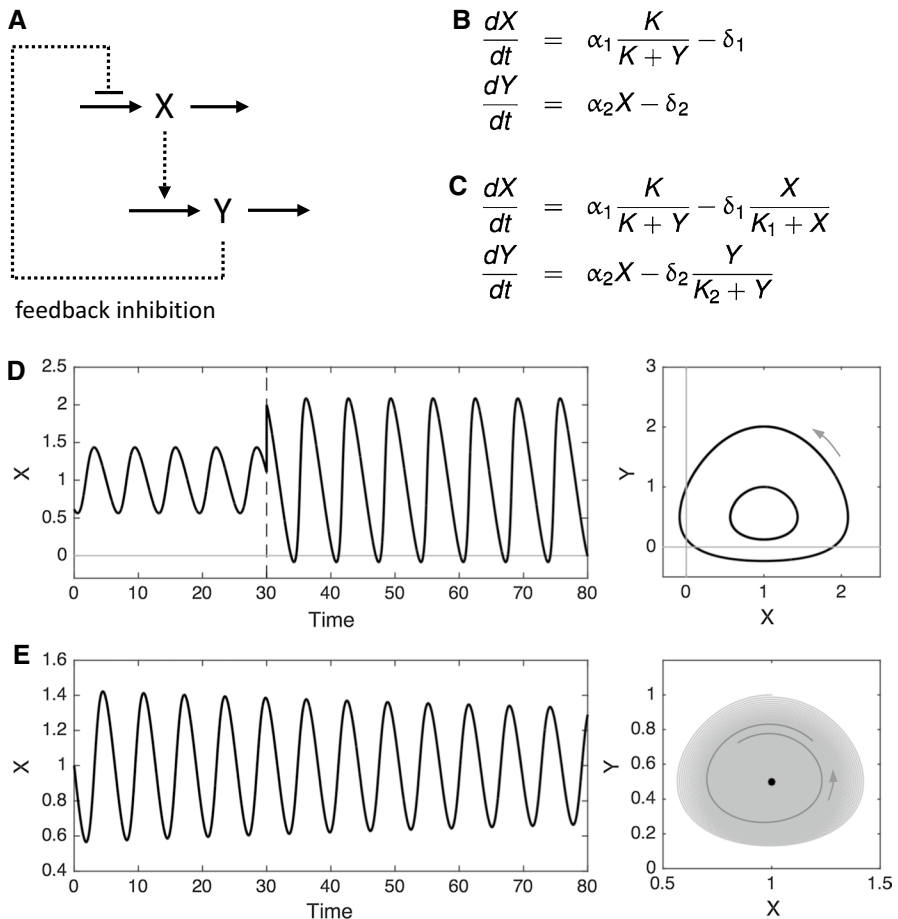 A
X
Y
feedback inhibition
B
dX/dt = α₁ K/(K + Y) − δ₁
dY/dt = α₂X − δ₂
C
dX/dt = α₁ K/(K + Y) − δ₁ X/(K₁ + X)
dY/dt = α₂X − δ₂ Y/(K₂ + Y)
D
X
2.5
2
1.5
1
0.5
0
0 10 20 30 40 50 60 70 80
Time
Y
3
2
1
0
0 1 2
X
E
X
1.6
1.4
1.2
1
0.8
0.6
0.4
0 10 20 30 40 50 60 70 80
Time
Y
1
0.8
0.6
0.4
0.2
0
0.5 1 1.5
X